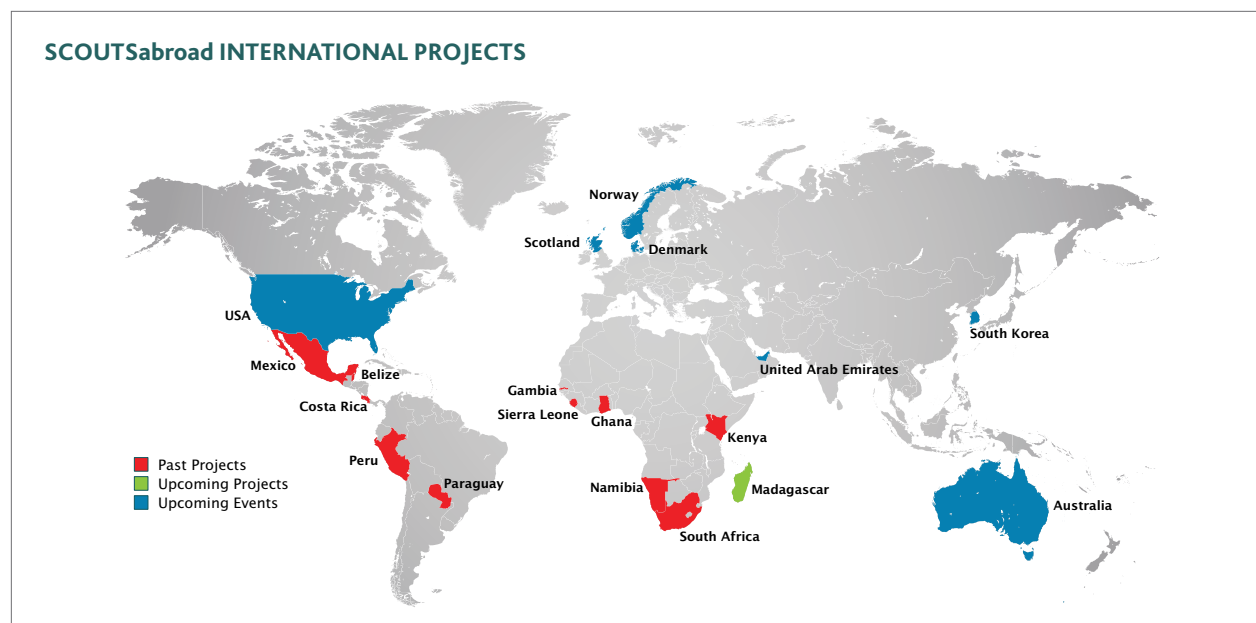 SCOUTSabroad INTERNATIONAL PROJECTS
Norway
Scotland
Denmark
USA
South Korea
Mexico
Belize
United Arab Emirates
Costa Rica
Gambia
Sierra Leone
Ghana
Kenya
Peru
Past Projects
Upcoming Projects
Upcoming Events
Paraguay
Namibia
Madagascar
South Africa
Australia